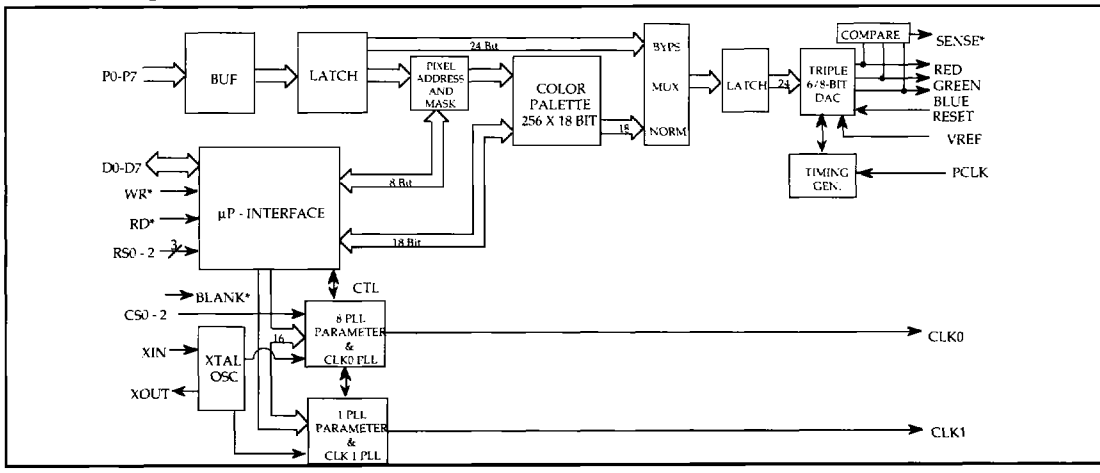 COMPARE
SENSE*
24 Bit
P0-P7
BUF
LATCH
PIXEL
ADDRESS
AND
MASK
COLOR
PALETTE
256 X 18 BIT
BYPS
MUX
NORM
18
LATCH
24
TRIPLE
6/8-BIT
DAC
RED
GREEN
BLUE
RESET
VREF
TIMING
GEN.
PCLK
D0-D7
WR*
RD*
RS0 - 2
3
µP - INTERFACE
8 Bit
18 Bit
BLANK*
CTL
CS0 - 2
8 PLL
PARAMETER
&
CLK0 PLL
CLK0
16
XIN
XTAL
OSC
XOUT
1 PLL
PARAMETER
&
CLK 1 PLL
CLK1